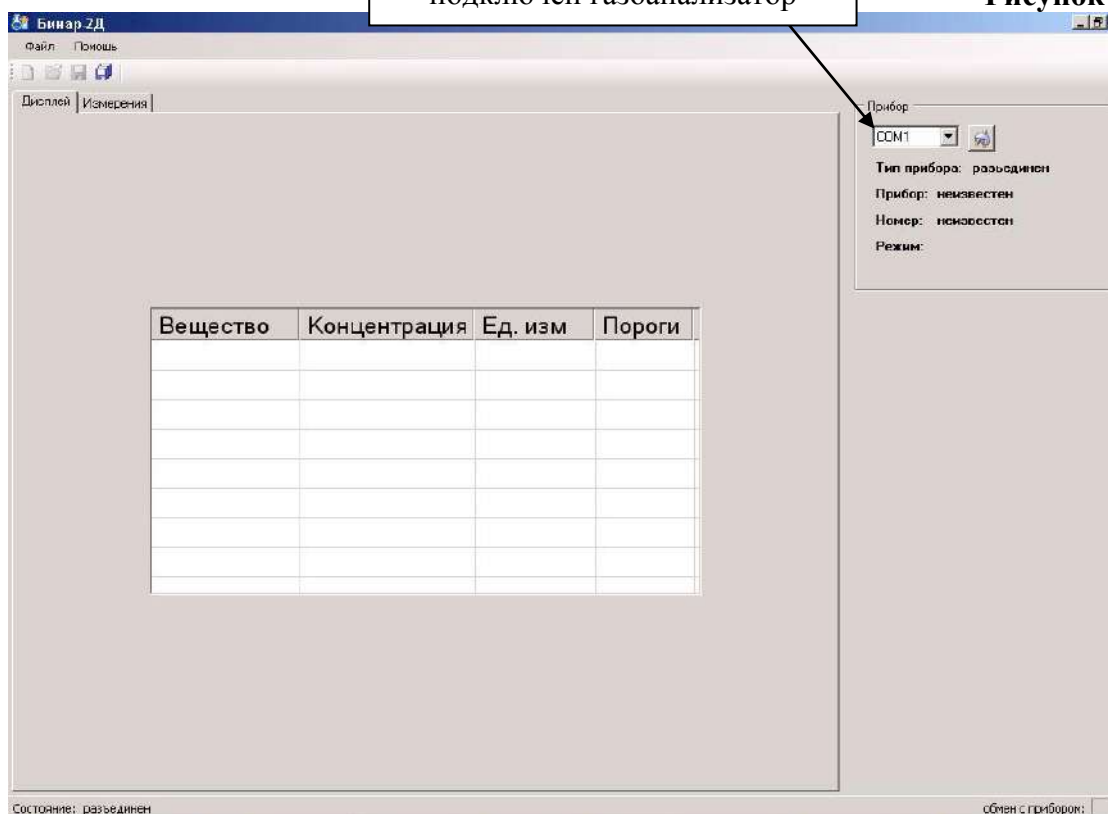 подключен газоанализатор
Рисунок
Бинар 2Д
Файл Помощь
Дисплей Измерения
Прибор
COM1
Тип прибора: разъединен
Прибор: неизвестен
Номер: неизвестен
Режим:
Вещество Концентрация Ед. изм Пороги
Состояние: разъединен
обмен с прибором: